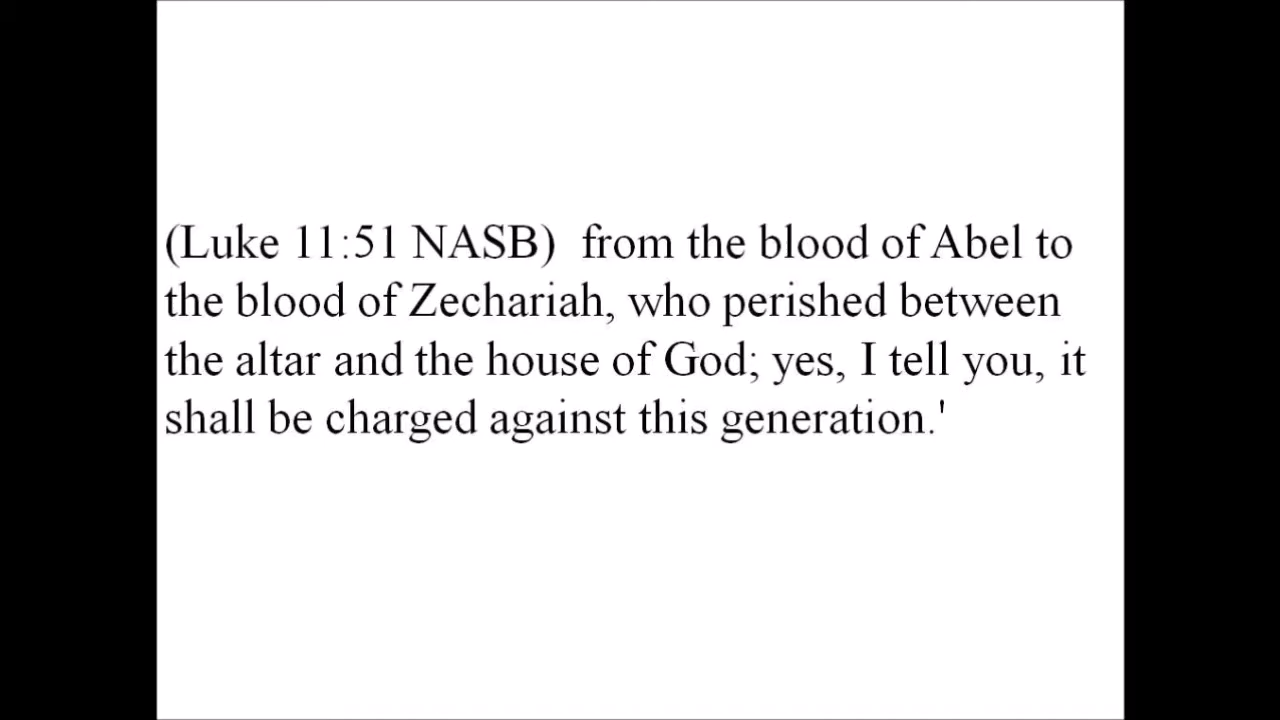 (Luke 11:51 NASB)  from the blood of Abel to
the blood of Zechariah, who perished between
the altar and the house of God; yes, I tell you, it
shall be charged against this generation.'